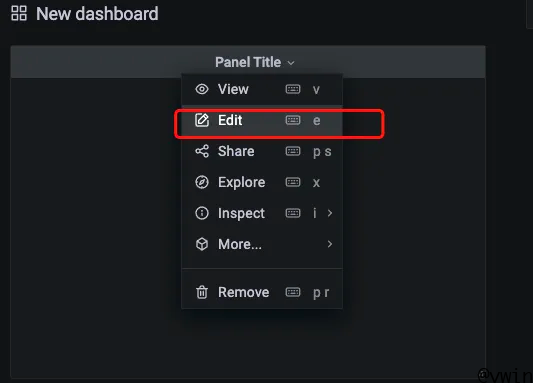 New dashboard
Panel Title
View v
Edit e
Share p s
Explore x
Inspect i
More...
Remove p r
@vwin